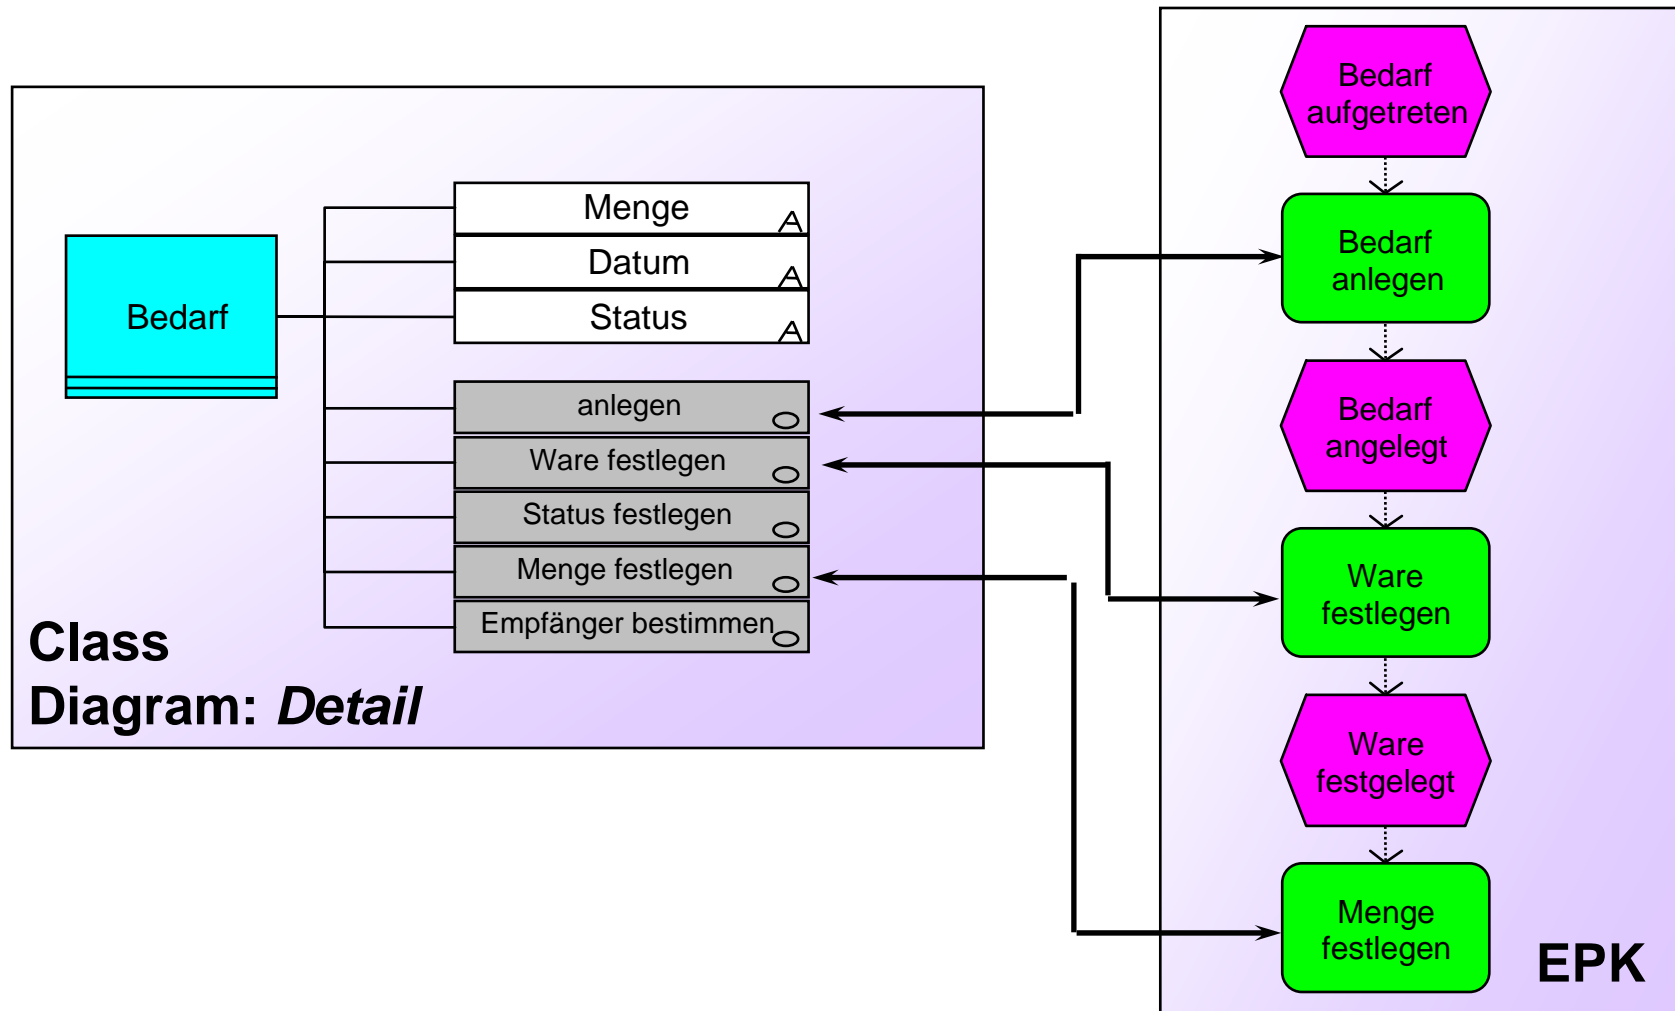 Bedarf
Menge
A
Datum
A
Status
A
anlegen
Ware festlegen
Status festlegen
Menge festlegen
Empfänger bestimmen
Class
Diagram: Detail
Bedarf
aufgetreten
Bedarf
anlegen
Bedarf
angelegt
Ware
festlegen
Ware
festgelegt
Menge
festlegen
EPK